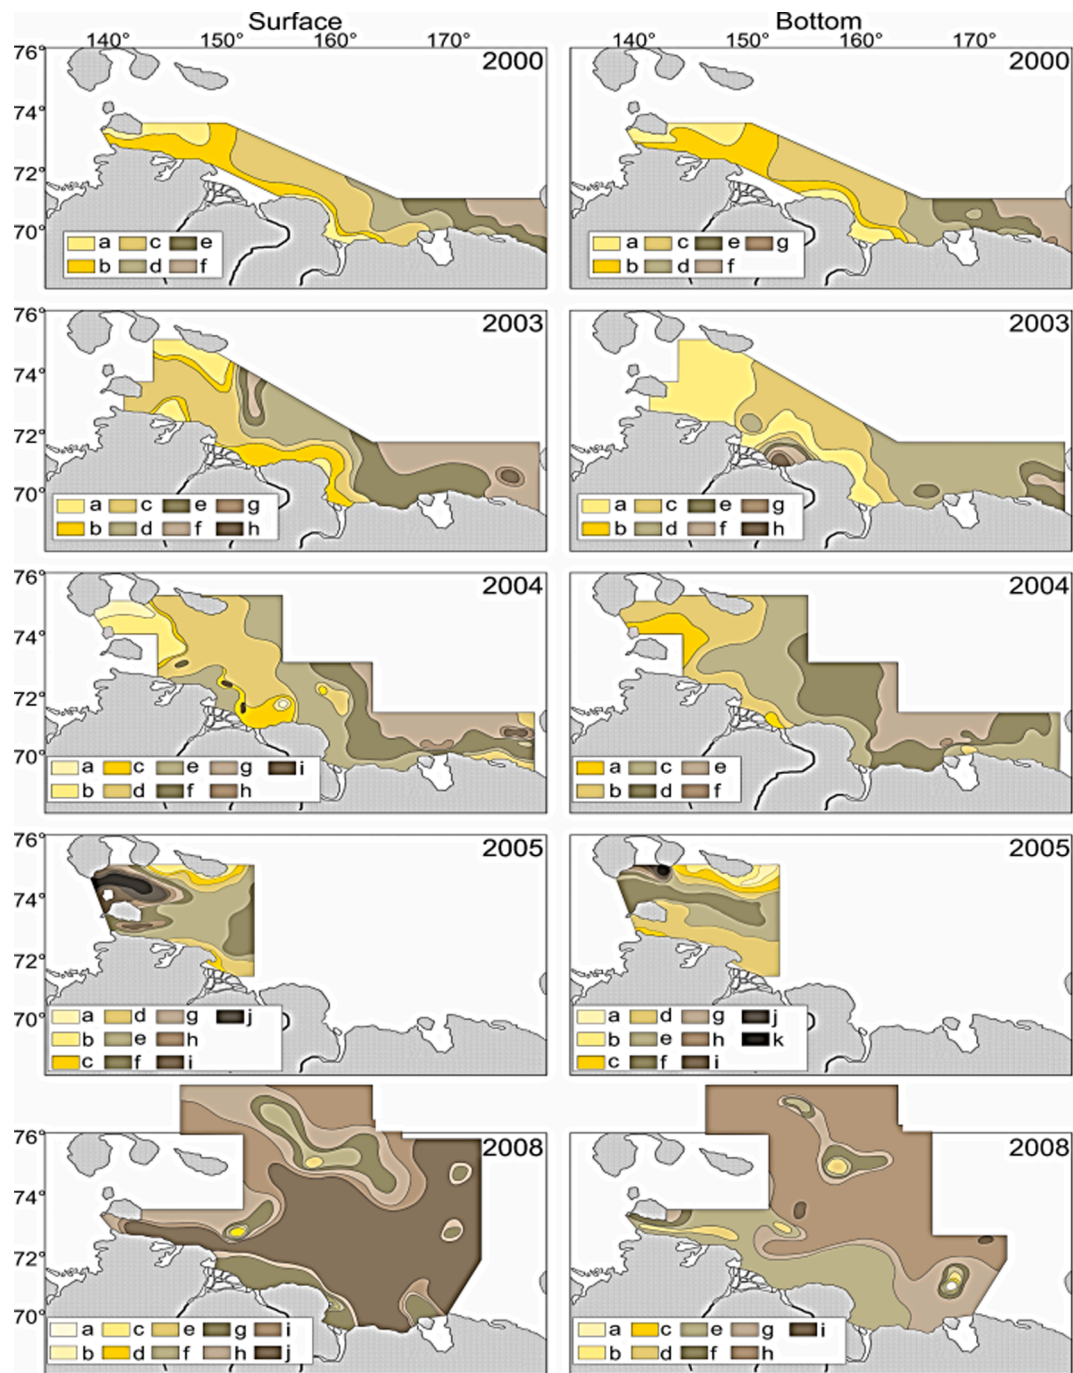 Surface Bottom
140° 150° 160° 170° 140° 150° 160° 170°
76° 2000 2000
74°
72°
70°
a c e a c e g
b d f b d f
76° 2003 2003
74°
72°
70°
a c e g a c e g
b d f h b d f h
76° 2004 2004
74°
72°
70°
a c e g i a c e
b d f h b d f
76° 2005 2005
74°
72°
70°
a d g j a d g j
b e h b e h k
c f i c f i
76° 2008 2008
74°
72°
70°
a c e g i a c e g i
b d f h j b d f h